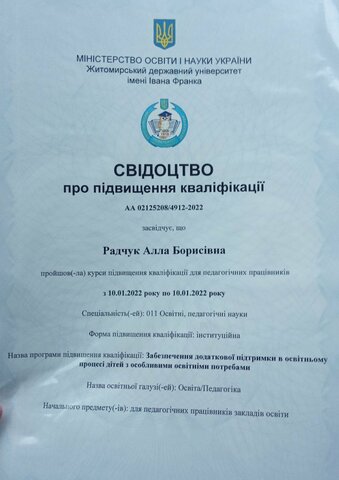 МІНІСТЕРСТВО ОСВІТИ І НАУКИ УКРАЇНИ
Житомирський державний університет
імені Івана Франка
СВІДОЦТВО
про підвищення кваліфікації
АА 02125208/4912-2022
засвідчує, що
Радчук Алла Борисівна
пройшов(-ла) курси підвищення кваліфікації для педагогічних працівників
з 10.01.2022 року по 10.01.2022 року
Спеціальність(-ей): 011 Освітні, педагогічні науки
Форма підвищення кваліфікації: інституційна
Назва програми підвищення кваліфікації: Забезпечення додаткової підтримки в освітньому
процесі дітей з особливими освітніми потребами
Назва освітньої галузі(-ей): Освіта/Педагогіка
Начального предмету(-ів): для педагогічних працівників закладів освіти